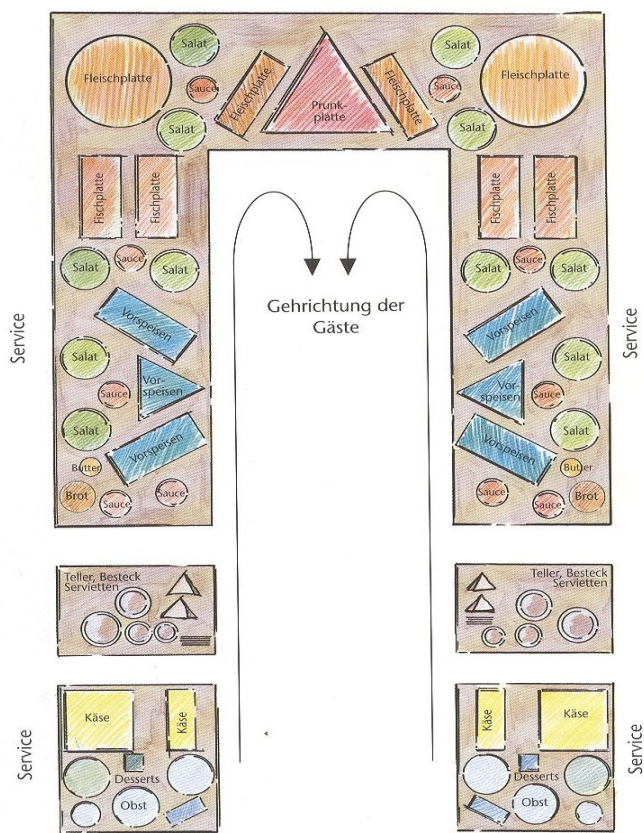 Salat
Salat
Fleischplatte
Fleischplatte
Sauce
Fleischplatte
Fleischplatte
Sauce
Prunk-
platte
Salat
Salat
Fischplatte
Fischplatte
Fischplatte
Fischplatte
Salat
Sauce
Salat
Salat
Sauce
Salat
Gehrichtung der
Gäste
Service
Service
Vorspeisen
Vorspeisen
Salat
Salat
Vor-
speisen
Vor-
speisen
Sauce
Sauce
Salat
Salat
Vorspeisen
Vorspeisen
Butter
Butter
Brot
Sauce
Sauce
Sauce
Sauce
Brot
Teller, Besteck
Servietten
Teller, Besteck
Servietten
Käse
Käse
Käse
Käse
Service
Service
Desserts
Desserts
Obst
Obst